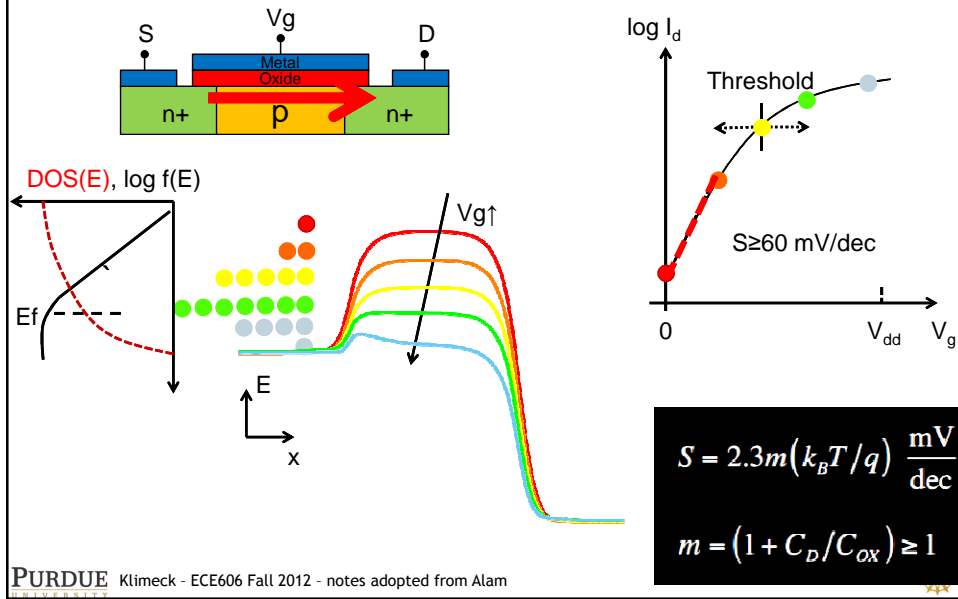 Vg
S
D
Metal
Oxide
n+
p
n+
DOS(E), log f(E)
Ef
Vg↑
E
x
log I_d
Threshold
S≥60 mV/dec
0
V_dd
V_g
S = 2.3m(k_BT/q) mV/dec
m = (1 + C_D/C_OX) ≥ 1
PURDUE UNIVERSITY Klimeck - ECE606 Fall 2012 - notes adopted from Alam